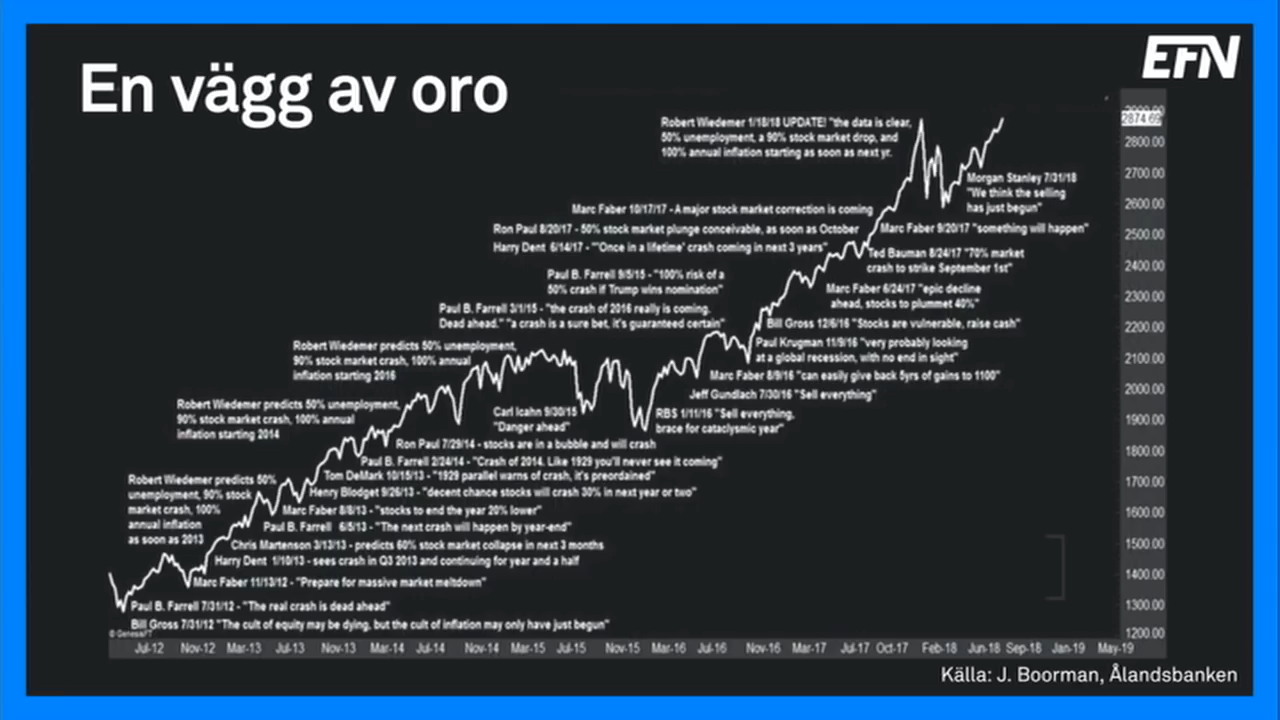 EFN
En vägg av oro
Robert Wiedemer 1/18/18 UPDATE! "the data is clear,
50% unemployment, a 90% stock market drop, and
100% annual inflation starting as soon as next yr.
Morgan Stanley 7/31/18
"We think the selling
has just begun"
Marc Faber 10/17/17 - A major stock market correction is coming
Ron Paul 8/20/17 - 50% stock market plunge conceivable, as soon as October
Marc Faber 9/20/17 "something will happen"
Harry Dent 6/14/17 - "'Once in a lifetime' crash coming in next 3 years"
Ted Bauman 8/24/17 "70% market
crash to strike September 1st"
Paul B. Farrell 9/5/15 - "100% risk of a
50% crash if Trump wins nomination"
Marc Faber 6/24/17 "epic decline
ahead, stocks to plummet 40%"
Paul B. Farrell 3/1/15 - "the crash of 2016 really is coming.
Dead ahead." "a crash is a sure bet, it's guaranteed certain"
Bill Gross 12/6/16 "Stocks are vulnerable, raise cash"
Robert Wiedemer predicts 50% unemployment,
90% stock market crash, 100% annual
inflation starting 2016
Paul Krugman 11/9/16 "very probably looking
at a global recession, with no end in sight"
Marc Faber 8/9/16 "can easily give back 5yrs of gains to 1100"
Jeff Gundlach 7/30/16 "Sell everything"
Robert Wiedemer predicts 50% unemployment,
90% stock market crash, 100% annual
inflation starting 2014
Carl Icahn 9/30/15
"Danger ahead"
RBS 1/11/16 "Sell everything,
brace for cataclysmic year"
Ron Paul 7/29/14 - stocks are in a bubble and will crash
Paul B. Farrell 2/24/14 - "Crash of 2014. Like 1929 you'll never see it coming"
Tom DeMark 10/15/13 - "1929 parallel warns of crash, it's preordained"
Robert Wiedemer predicts 50%
unemployment, 90% stock
market crash, 100%
annual inflation
as soon as 2013
Henry Blodget 9/26/13 - "decent chance stocks will crash 30% in next year or two"
Marc Faber 8/8/13 - "stocks to end the year 20% lower"
Paul B. Farrell 6/5/13 - "The next crash will happen by year-end"
Chris Martenson 3/13/13 - predicts 60% stock market collapse in next 3 months
Harry Dent 1/10/13 - sees crash in Q3 2013 and continuing for year and a half
Marc Faber 11/13/12 - "Prepare for massive market meltdown"
Paul B. Farrell 7/31/12 - "The real crash is dead ahead"
Bill Gross 7/31/12 "The cult of equity may be dying, but the cult of inflation may only have just begun"
© GenesisFT
2874.69
2800.00
2700.00
2600.00
2500.00
2400.00
2300.00
2200.00
2100.00
2000.00
1900.00
1800.00
1700.00
1600.00
1500.00
1400.00
1300.00
1200.00
Jul-12 Nov-12 Mar-13 Jul-13 Nov-13 Mar-14 Jul-14 Nov-14 Mar-15 Jul-15 Nov-15 Mar-16 Jul-16 Nov-16 Mar-17 Jul-17 Oct-17 Feb-18 Jun-18 Sep-18 Jan-19 May-19
Källa: J. Boorman, Ålandsbanken